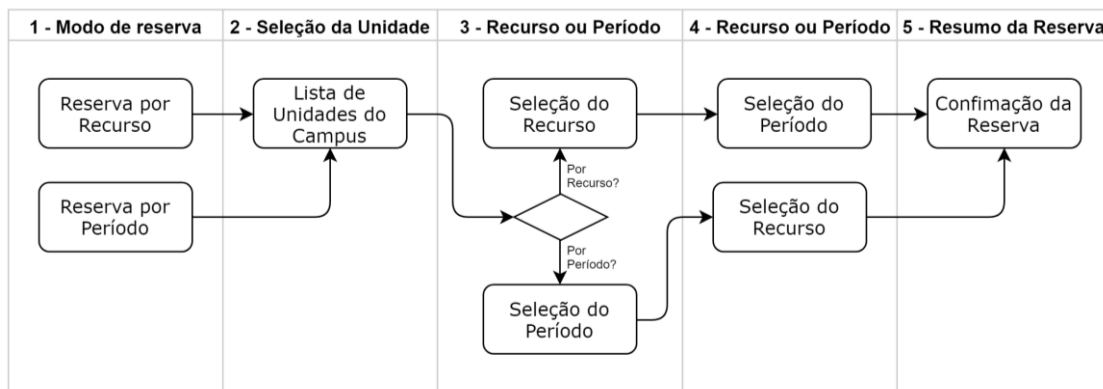 1 - Modo de reserva
2 - Seleção da Unidade
3 - Recurso ou Período
4 - Recurso ou Período
5 - Resumo da Reserva
Reserva por
Recurso
Lista de
Unidades do
Campus
Seleção do
Recurso
Seleção do
Período
Confimação da
Reserva
Por
Recurso?
Reserva por
Período
Seleção do
Recurso
Por
Período?
Seleção do
Período